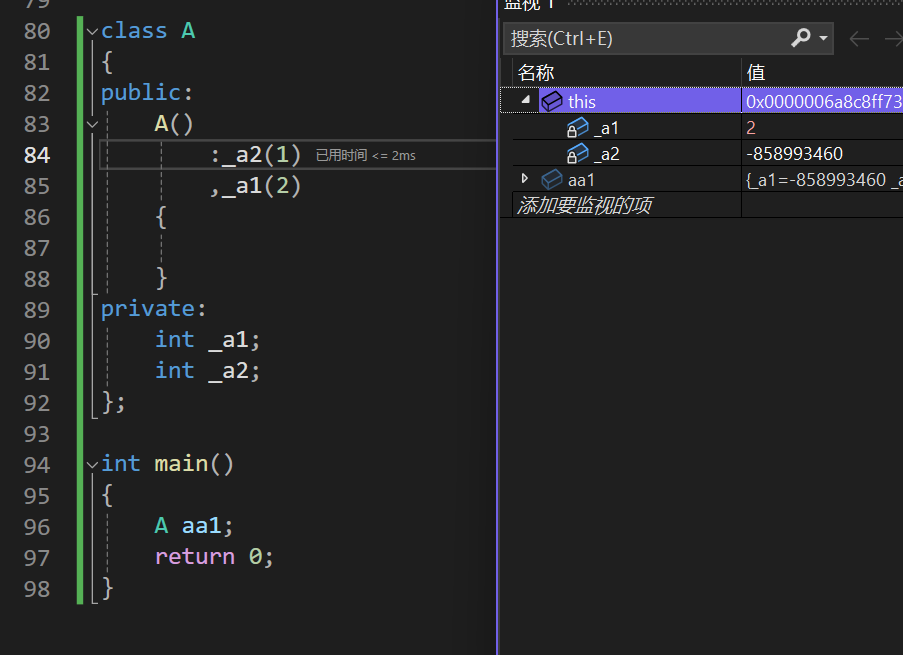 79
80 class A
81 {
82 public:
83 A()
84 :_a2(1) 已用时间 <= 2ms
85 ,_a1(2)
86 {
87
88 }
89 private:
90 int _a1;
91 int _a2;
92 };
93
94 int main()
95 {
96 A aa1;
97 return 0;
98 }
监视 1
搜索(Ctrl+E)
名称 值
this 0x0000006a8c8ff73
_a1 2
_a2 -858993460
aa1 {_a1=-858993460 _a
添加要监视的项